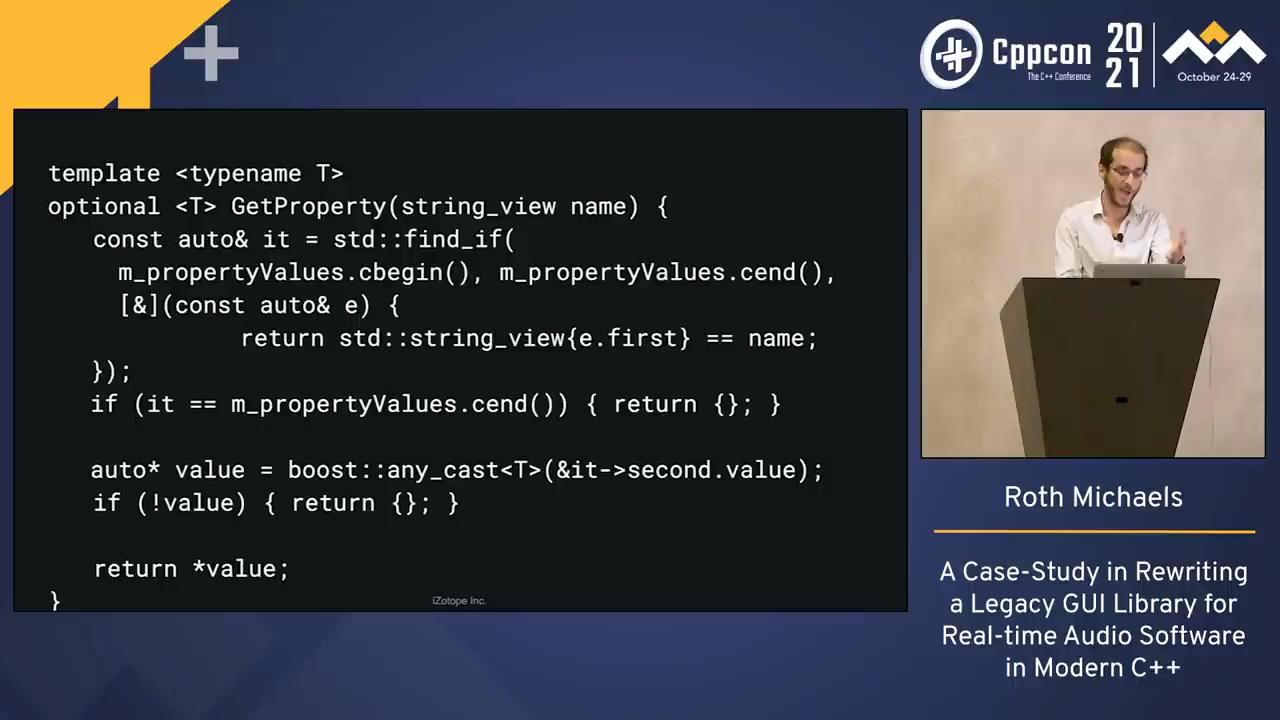 Cppcon
The C++ Conference
20
21
October 24-29
template <typename T>
optional <T> GetProperty(string_view name) {
const auto& it = std::find_if(
m_propertyValues.cbegin(), m_propertyValues.cend(),
[&](const auto& e) {
return std::string_view{e.first} == name;
});
if (it == m_propertyValues.cend()) { return {}; }
auto* value = boost::any_cast<T>(&it->second.value);
if (!value) { return {}; }
return *value;
}
iZotope Inc.
Roth Michaels
A Case-Study in Rewriting
a Legacy GUI Library for
Real-time Audio Software
in Modern C++